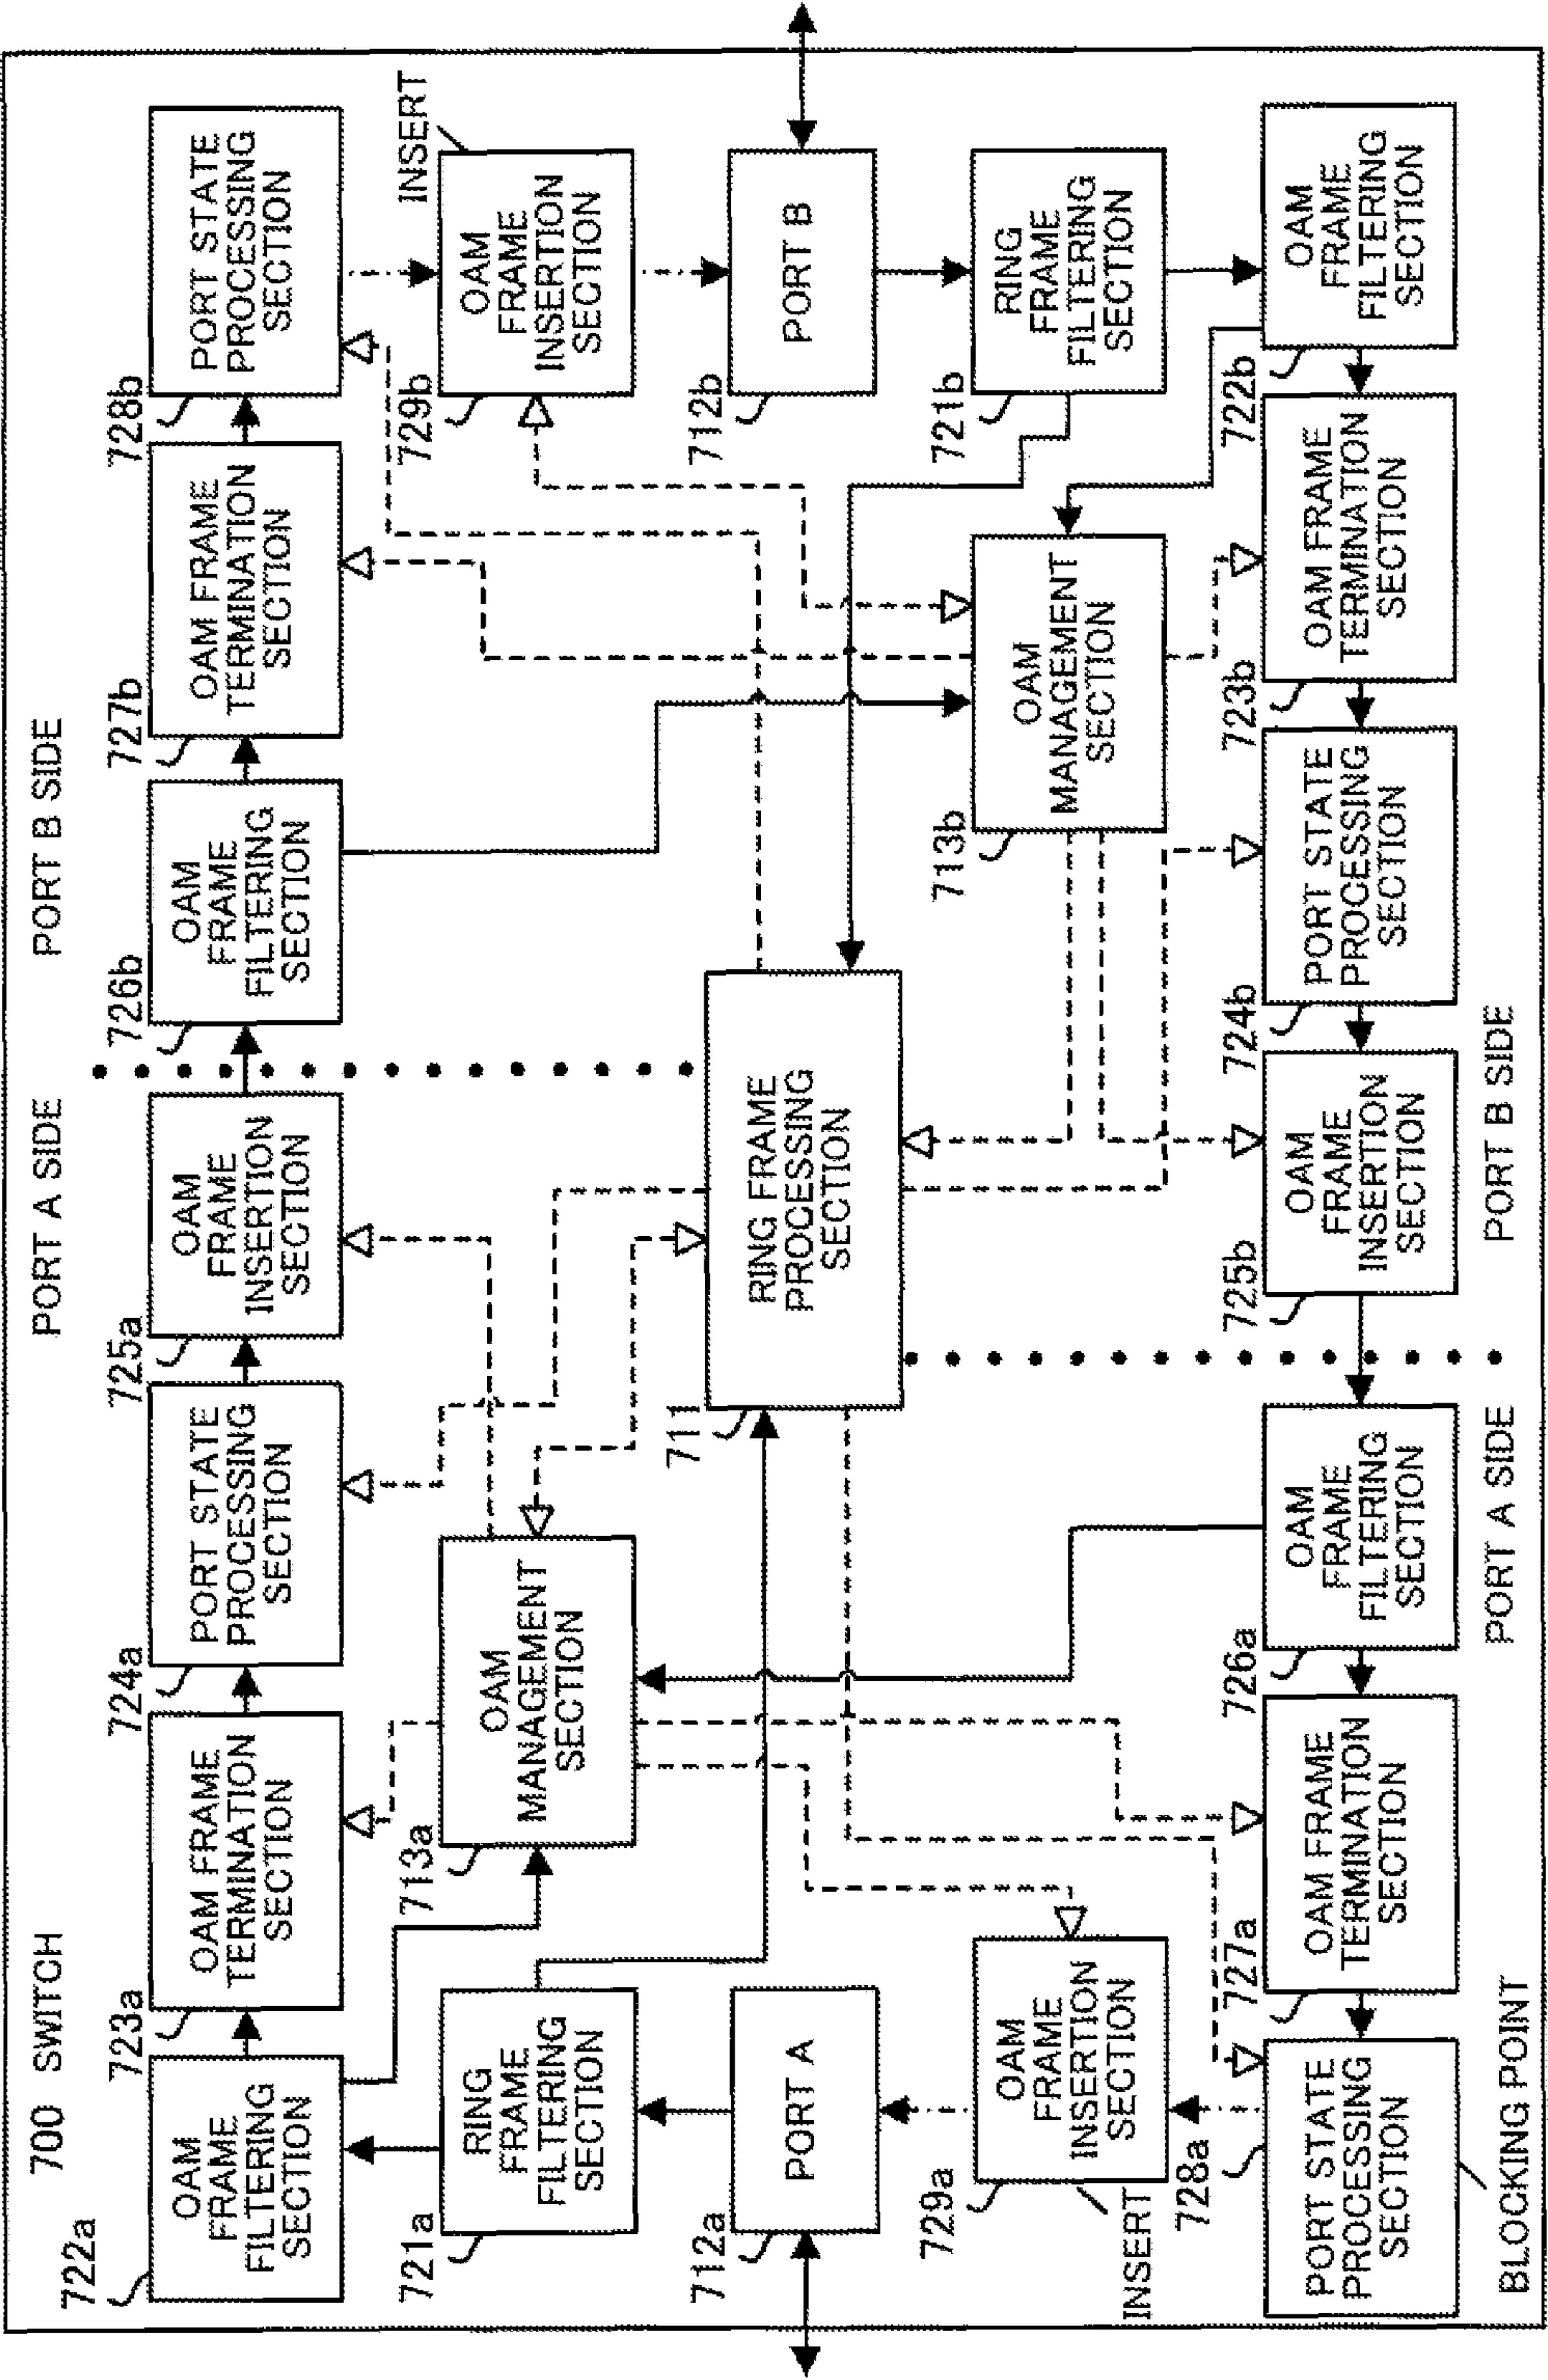 700 SWITCH
PORT A SIDE
PORT B SIDE
722a
OAM
FRAME
FILTERING
SECTION
723a
OAM FRAME
TERMINATION
SECTION
724a
PORT STATE
PROCESSING
SECTION
725a
OAM
FRAME
INSERTION
SECTION
726b
OAM
FRAME
FILTERING
SECTION
727b
OAM FRAME
TERMINATION
SECTION
728b
PORT STATE
PROCESSING
SECTION
721a
RING
FRAME
FILTERING
SECTION
713a
OAM
MANAGEMENT
SECTION
729b
OAM
FRAME
INSERTION
SECTION
INSERT
712a
PORT A
711
RING FRAME
PROCESSING
SECTION
712b
PORT B
729a
OAM
FRAME
INSERTION
SECTION
INSERT
713b
OAM
MANAGEMENT
SECTION
721b
RING
FRAME
FILTERING
SECTION
728a
PORT STATE
PROCESSING
SECTION
727a
OAM FRAME
TERMINATION
SECTION
726a
OAM
FRAME
FILTERING
SECTION
725b
OAM
FRAME
INSERTION
SECTION
724b
PORT STATE
PROCESSING
SECTION
723b
OAM FRAME
TERMINATION
SECTION
722b
OAM
FRAME
FILTERING
SECTION
BLOCKING POINT
PORT A SIDE
PORT B SIDE